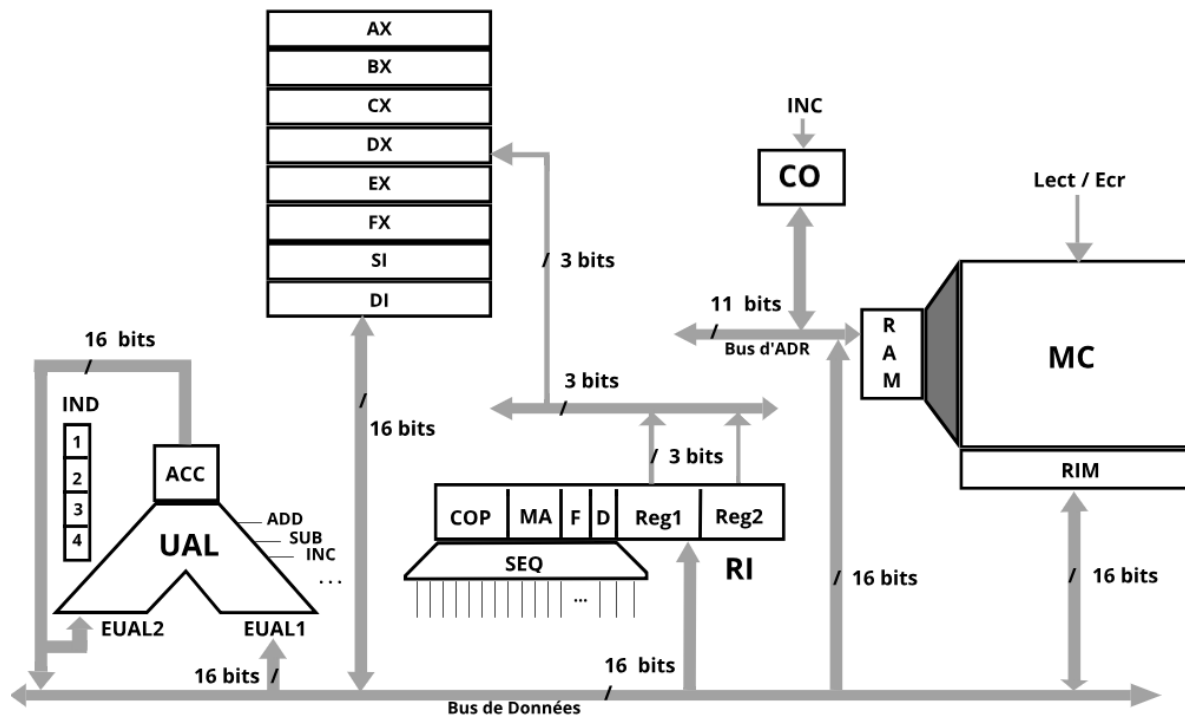 AX
BX
CX
DX
EX
FX
SI
DI
INC
CO
Lect / Ecr
/ 3 bits
11 bits
/
Bus d'ADR
R
A
M
MC
RIM
16 bits
/
IND
1
2
3
4
ACC
UAL
ADD
SUB
INC
...
EUAL2
EUAL1
/
16 bits
3 bits
/
/ 3 bits
COP
MA
F
D
Reg1
Reg2
SEQ
...
RI
/ 16 bits
/ 16 bits
16 bits /
16 bits
/
Bus de Données